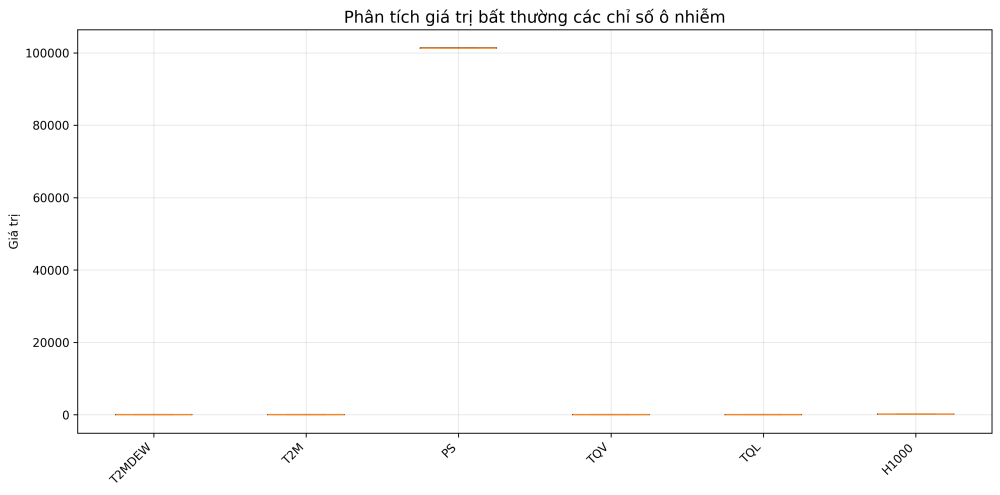 Phân tích giá trị bất thường các chỉ số ô nhiễm
Giá trị
100000
80000
60000
40000
20000
0
T2MDEW
T2M
PS
TQV
TQL
H1000